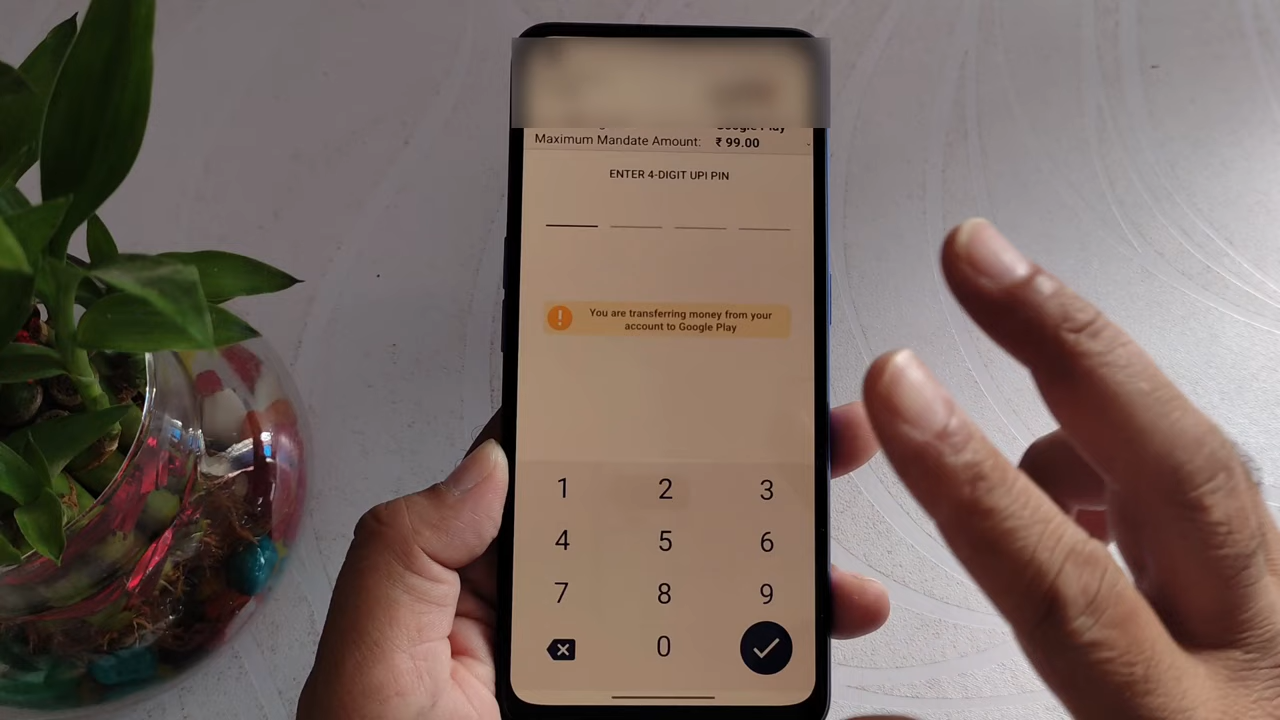 Google Play
Maximum Mandate Amount: ₹ 99.00
ENTER 4-DIGIT UPI PIN
! You are transferring money from your
account to Google Play
1 2 3
4 5 6
7 8 9
0